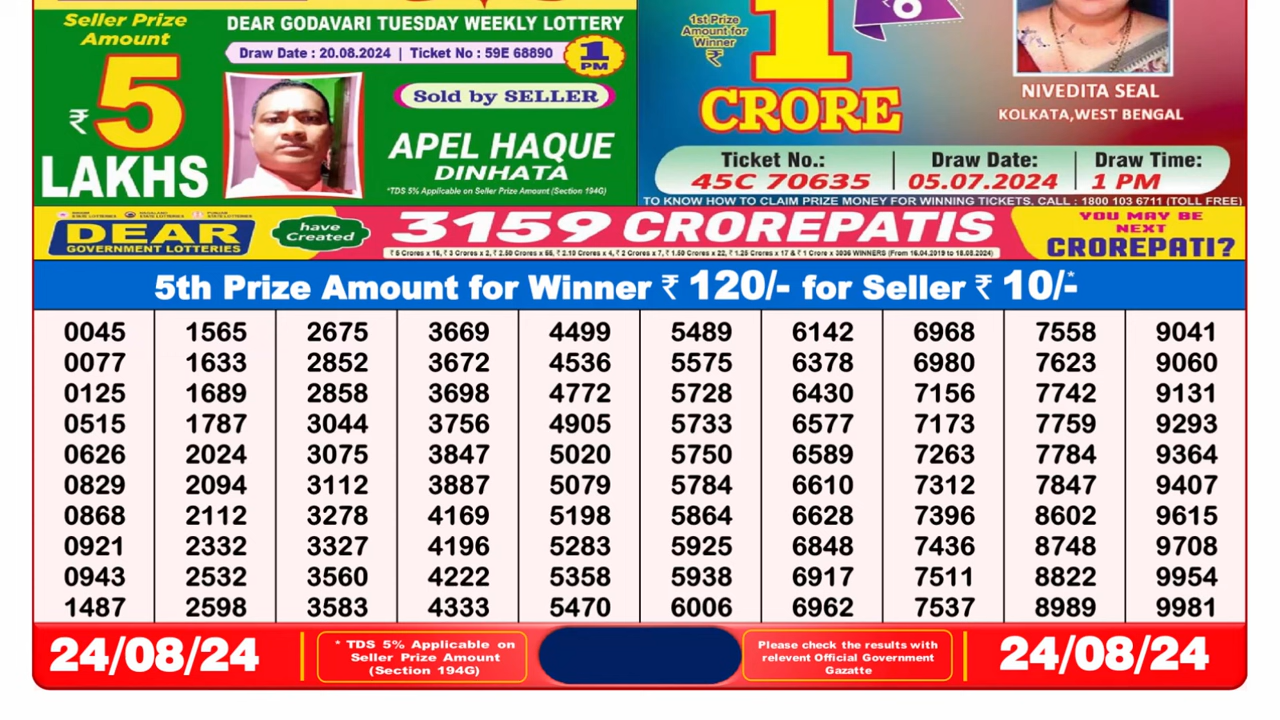 Seller Prize
Amount
₹ 5
LAKHS
DEAR GODAVARI TUESDAY WEEKLY LOTTERY
Draw Date : 20.08.2024 | Ticket No : 59E 68890
1
PM
Sold by SELLER
APEL HAQUE
DINHATA
*TDS 5% Applicable on Seller Prize Amount (Section 194G)
1st Prize
Amount for
Winner
₹
1
CRORE
NIVEDITA SEAL
KOLKATA,WEST BENGAL
Ticket No.: Draw Date: Draw Time:
45C 70635 05.07.2024 1 PM
TO KNOW HOW TO CLAIM PRIZE MONEY FOR WINNING TICKETS, CALL : 1800 103 6711 (TOLL FREE)
DEAR
GOVERNMENT LOTTERIES
have
Created
3159 CROREPATIS
YOU MAY BE
NEXT
CROREPATI?
5th Prize Amount for Winner ₹ 120/- for Seller ₹ 10/-*
0045 1565 2675 3669 4499 5489 6142 6968 7558 9041
0077 1633 2852 3672 4536 5575 6378 6980 7623 9060
0125 1689 2858 3698 4772 5728 6430 7156 7742 9131
0515 1787 3044 3756 4905 5733 6577 7173 7759 9293
0626 2024 3075 3847 5020 5750 6589 7263 7784 9364
0829 2094 3112 3887 5079 5784 6610 7312 7847 9407
0868 2112 3278 4169 5198 5864 6628 7396 8602 9615
0921 2332 3327 4196 5283 5925 6848 7436 8748 9708
0943 2532 3560 4222 5358 5938 6917 7511 8822 9954
1487 2598 3583 4333 5470 6006 6962 7537 8989 9981
24/08/24
* TDS 5% Applicable on
Seller Prize Amount
(Section 194G)
Please check the results with
relevent Official Government
Gazatte
24/08/24